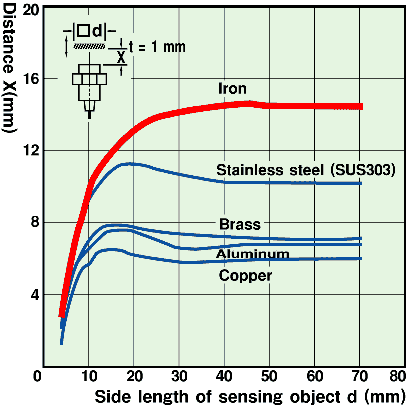 20
16
12
8
4
0
Distance X(mm)
d
t = 1 mm
X
Iron
Stainless steel (SUS303)
Brass
Aluminum
Copper
10 20 30 40 50 60 70 80
Side length of sensing object d (mm)